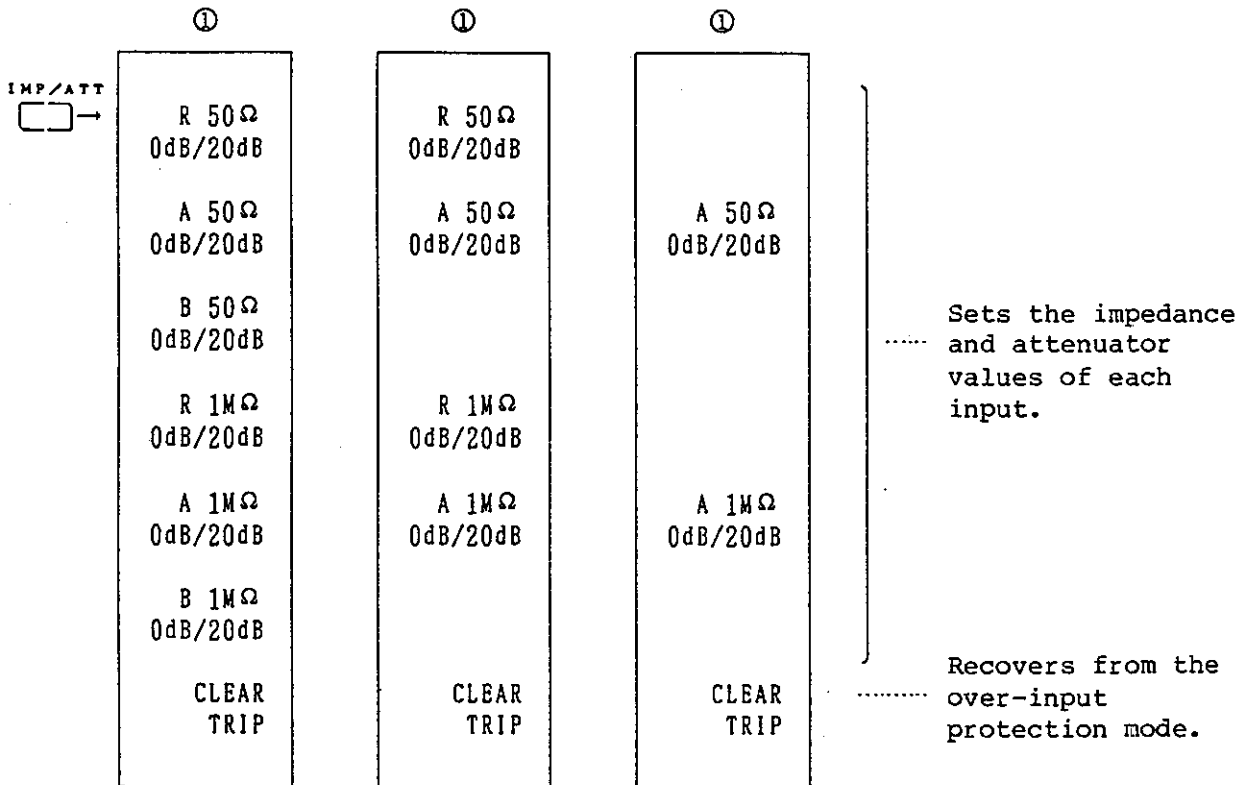 ① ① ①
IMP/ATT
R 50Ω
0dB/20dB
A 50Ω
0dB/20dB
B 50Ω
0dB/20dB
R 1MΩ
0dB/20dB
A 1MΩ
0dB/20dB
B 1MΩ
0dB/20dB
CLEAR
TRIP
R 50Ω
0dB/20dB
A 50Ω
0dB/20dB
R 1MΩ
0dB/20dB
A 1MΩ
0dB/20dB
CLEAR
TRIP
A 50Ω
0dB/20dB
A 1MΩ
0dB/20dB
CLEAR
TRIP
Sets the impedance
and attenuator
values of each
input.
Recovers from the
over-input
protection mode.